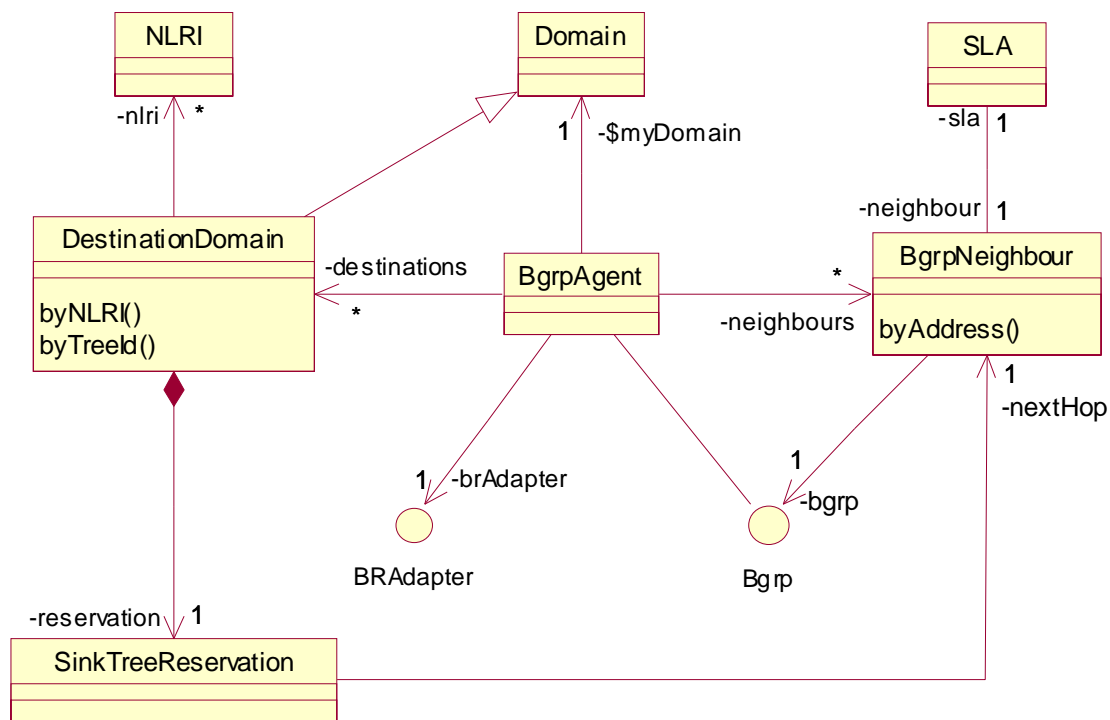 NLRI
Domain
SLA
-nlri
*
1
-$myDomain
-sla
1
-neighbour
1
DestinationDomain
byNLRI()
byTreeId()
-destinations
*
BgrpAgent
*
-neighbours
BgrpNeighbour
byAddress()
1
-nextHop
1
-brAdapter
BRAdapter
1
-bgrp
Bgrp
-reservation
1
SinkTreeReservation